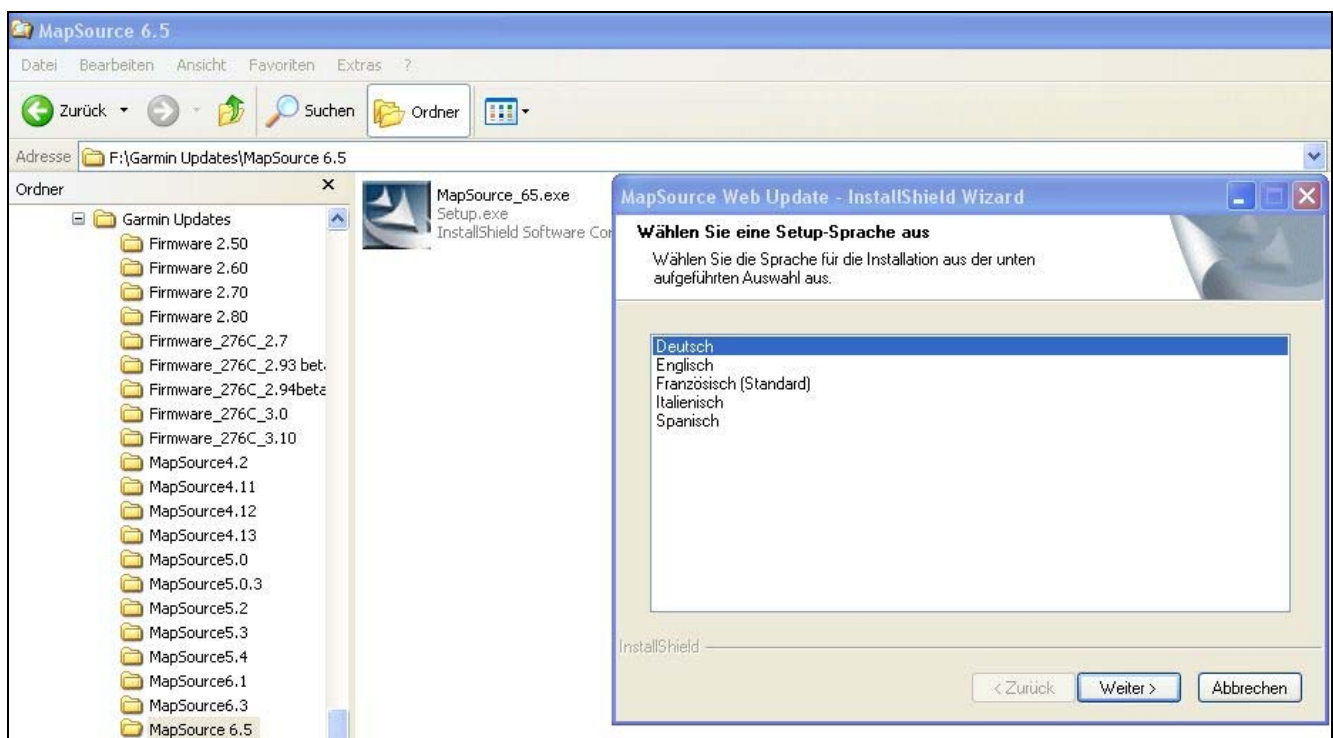 MapSource 6.5
Datei Bearbeiten Ansicht Favoriten Extras ?
Zurück Suchen Ordner
Adresse F:\Garmin Updates\MapSource 6.5
Ordner
Garmin Updates
Firmware 2.50
Firmware 2.60
Firmware 2.70
Firmware 2.80
Firmware_276C_2.7
Firmware_276C_2.93 bet
Firmware_276C_2.94beta
Firmware_276C_3.0
Firmware_276C_3.10
MapSource4.2
MapSource4.11
MapSource4.12
MapSource4.13
MapSource5.0
MapSource5.0.3
MapSource5.2
MapSource5.3
MapSource5.4
MapSource6.1
MapSource6.3
MapSource 6.5
MapSource_65.exe
Setup.exe
InstallShield Software Cor
MapSource Web Update - InstallShield Wizard
Wählen Sie eine Setup-Sprache aus
Wählen Sie die Sprache für die Installation aus der unten
aufgeführten Auswahl aus.
Deutsch
Englisch
Französisch (Standard)
Italienisch
Spanisch
InstallShield
< Zurück Weiter > Abbrechen